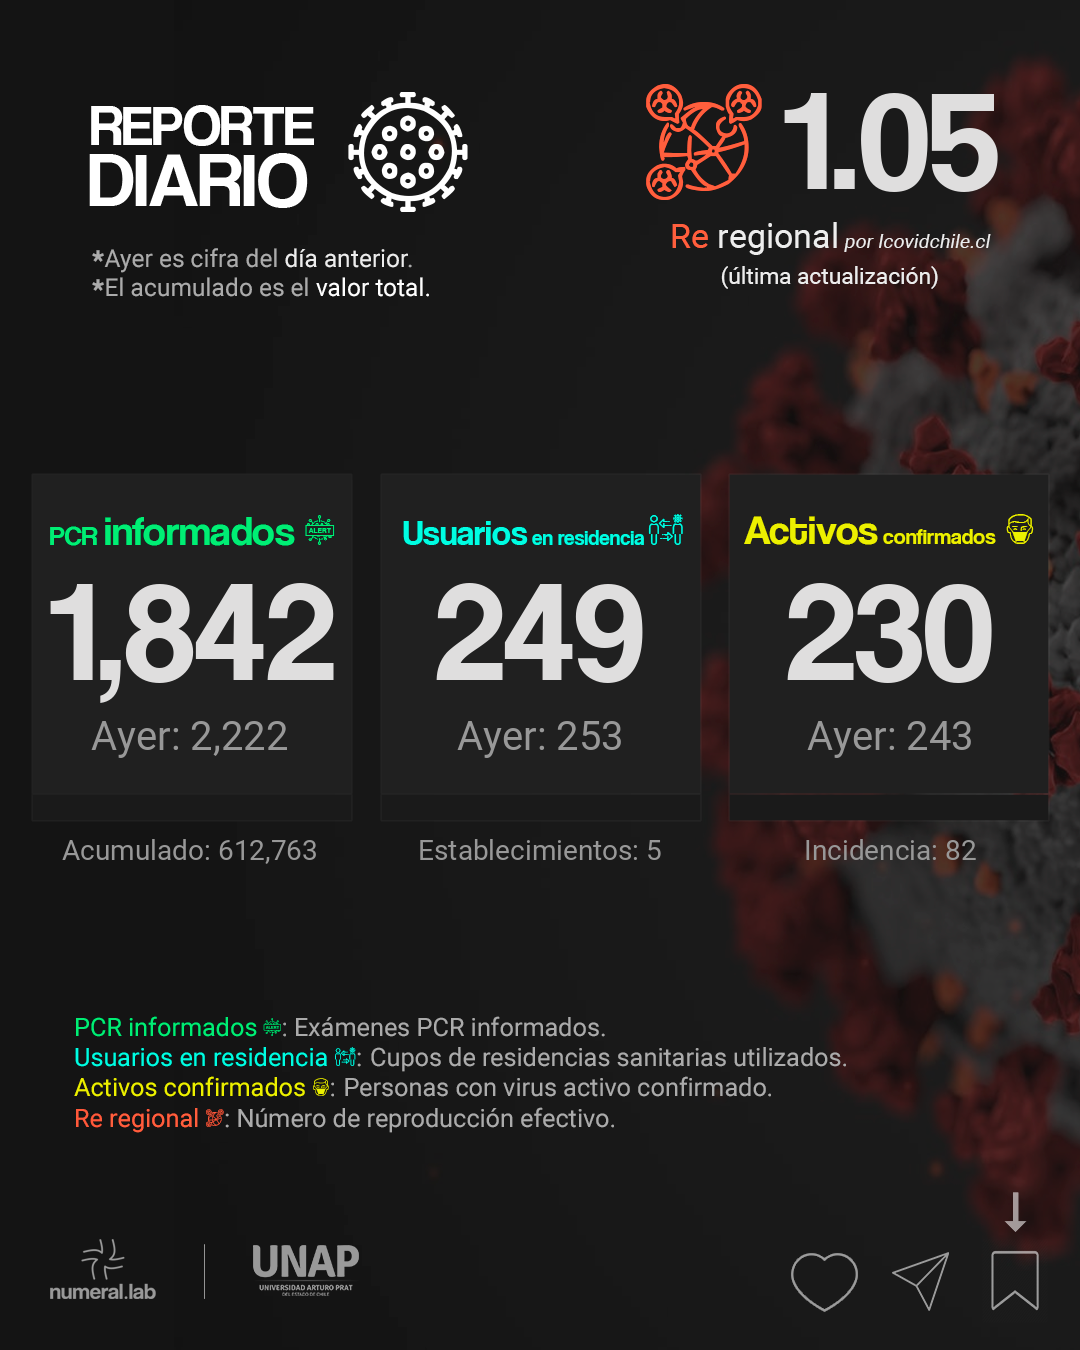 REPORTE
DIARIO
*Ayer es cifra del día anterior.
*El acumulado es el valor total.
1.05
Re regional por Icovidchile.cl
(última actualización)
PCR informados ALERT
1,842
Ayer: 2,222
Acumulado: 612,763
Usuarios en residencia
249
Ayer: 253
Establecimientos: 5
Activos confirmados
230
Ayer: 243
Incidencia: 82
PCR informados ALERT: Exámenes PCR informados.
Usuarios en residencia : Cupos de residencias sanitarias utilizados.
Activos confirmados : Personas con virus activo confirmado.
Re regional : Número de reproducción efectivo.
numeral.lab
UNAP
UNIVERSIDAD ARTURO PRAT
DEL ESTADO DE CHILE